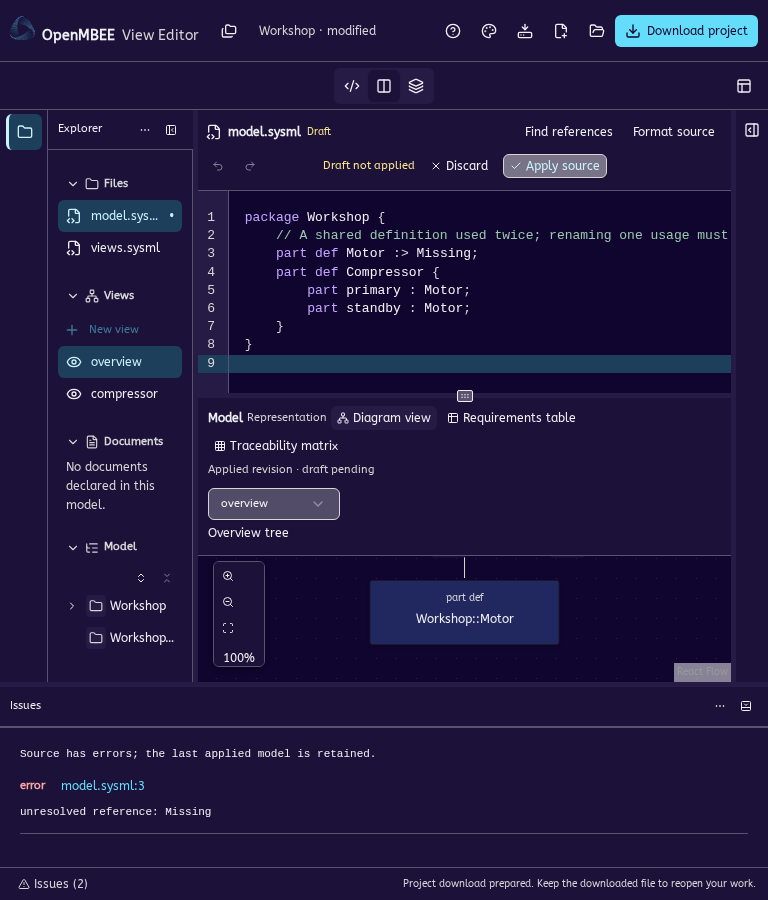 OpenMBEE View Editor
Workshop · modified
Download project
Explorer
Files
model.sys...
views.sysml
Views
New view
overview
compressor
Documents
No documents
declared in this
model.
Model
Workshop
Workshop...
model.sysml Draft
Find references
Format source
Draft not applied
Discard
Apply source
1 package Workshop {
2 // A shared definition used twice; renaming one usage must
3 part def Motor :> Missing;
4 part def Compressor {
5 part primary : Motor;
6 part standby : Motor;
7 }
8 }
9
Model Representation Diagram view Requirements table
Traceability matrix
Applied revision · draft pending
overview
Overview tree
100%
part def
Workshop::Motor
React Flow
Issues
Source has errors; the last applied model is retained.
error model.sysml:3
unresolved reference: Missing
Issues (2)
Project download prepared. Keep the downloaded file to reopen your work.